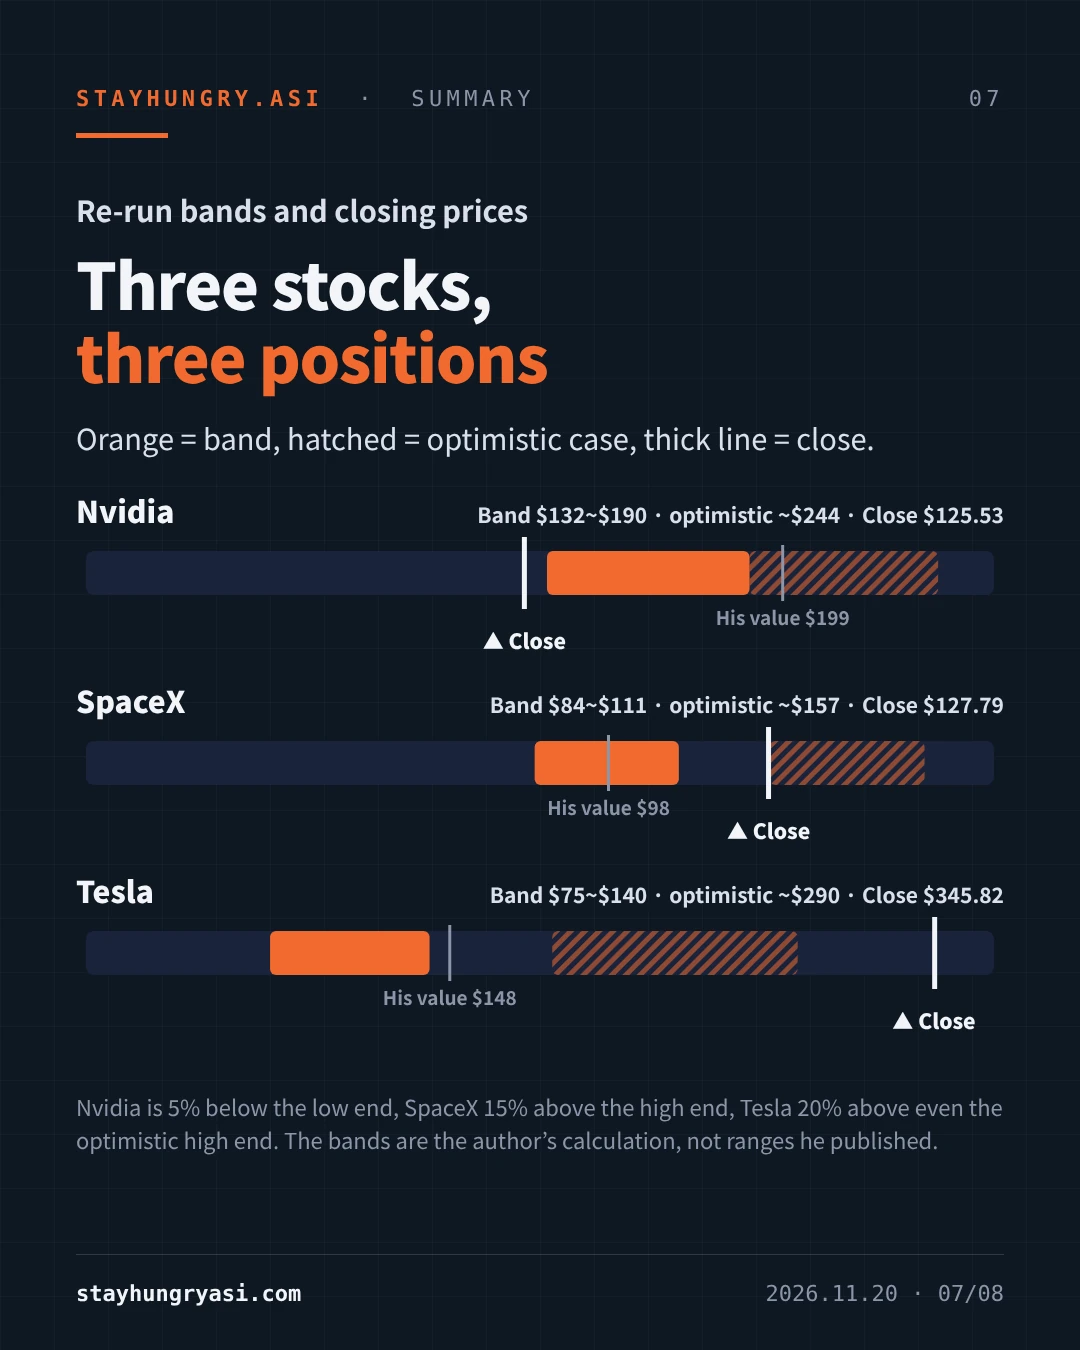 STAYHUNGRY.ASI · SUMMARY 07
Re-run bands and closing prices
Three stocks,
three positions
Orange = band, hatched = optimistic case, thick line = close.
Nvidia Band $132~$190 · optimistic ~$244 · Close $125.53
His value $199
▲ Close
SpaceX Band $84~$111 · optimistic ~$157 · Close $127.79
His value $98
▲ Close
Tesla Band $75~$140 · optimistic ~$290 · Close $345.82
His value $148
▲ Close
Nvidia is 5% below the low end, SpaceX 15% above the high end, Tesla 20% above even the
optimistic high end. The bands are the author’s calculation, not ranges he published.
stayhungryasi.com 2026.11.20 · 07/08